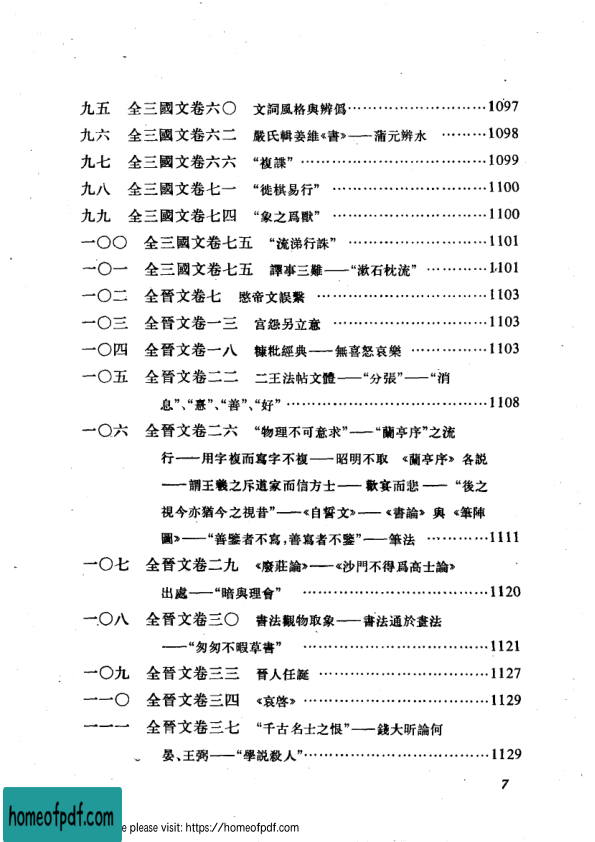 九五 全三國文卷六〇 文詞風格與辨僞…………………………1097
九六 全三國文卷六二 嚴氏輯姜維《書》——蒲元辨水 ………1098
九七 全三國文卷六六 “複諜”…………………………………1099
九八 全三國文卷七一 “徙棋易行” ……………………………1100
九九 全三國文卷七四 “象之爲獸” ……………………………1100
一〇〇 全三國文卷七五 “流涕行誅” …………………………1101
一〇一 全三國文卷七五 譯事三難——“漱石枕流” …………1101
一〇二 全晉文卷七 愍帝文誤繫 ………………………………1103
一〇三 全晉文卷一三 宫怨另立意 ……………………………1103
一〇四 全晉文卷一八 糠枇經典——無喜怒哀樂 ……………1103
一〇五 全晉文卷二二 二王法帖文體——“分張”——“消
息”、“憙”、“善”、“好”…………………………………1108
一〇六 全晉文卷二六 “物理不可意求”——“蘭亭序”之流
行——用字複而寫字不複——昭明不取 《蘭亭序》各説
——謂王羲之斥道家而信方士—— 歡宴而悲 —— “後之
視今亦猶今之視昔”——《自誓文》—— 《書論》 與 《筆陣
圖》——“善鑒者不寫，善寫者不鑒”——筆法 …………1111
一〇七 全晉文卷二九 《廢莊論》——《沙門不得爲高士論》
出處——“暗與理會” ………………………………1120
一〇八 全晉文卷三〇 書法觀物取象——書法通於畫法
——“匆匆不暇草書” ………………………………1121
一〇九 全晉文卷三三 晉人任誕 ………………………………1127
一一〇 全晉文卷三四 《哀啓》…………………………………1129
一一一 全晉文卷三七 “千古名士之恨”——錢大昕論何
晏、王弼——“學説殺人”………………………………1129
7
homeofpdf.com
e please visit: https://homeofpdf.com